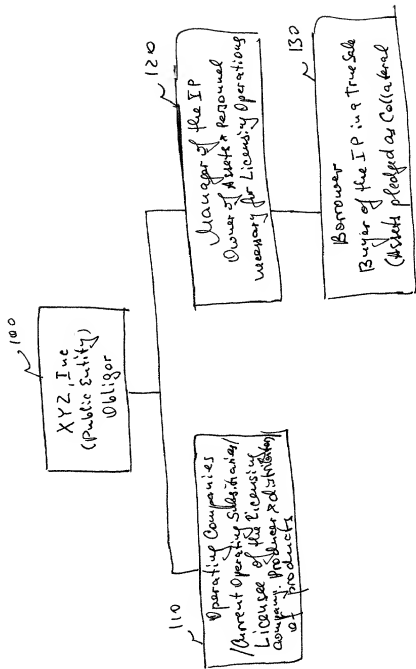 100
XYZ, Inc
(Public Entity)
Obligor
110
Operating Companies
/Current Operating Subsidiaries/
Licensee of the Licensing
Company. Producer & distributor/
of products
120
Manager of the IP
Owner of Assets & Personnel
necessary for Licensing Operations
130
Borrower
Buyer of the IP in a True Sale
(Assets pledged as Collateral